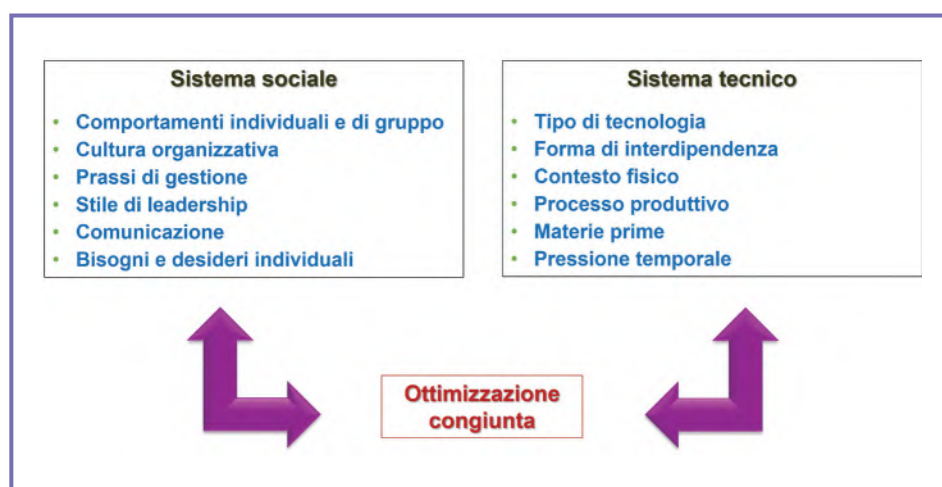 Sistema sociale
• Comportamenti individuali e di gruppo
• Cultura organizzativa
• Prassi di gestione
• Stile di leadership
• Comunicazione
• Bisogni e desideri individuali
Sistema tecnico
• Tipo di tecnologia
• Forma di interdipendenza
• Contesto fisico
• Processo produttivo
• Materie prime
• Pressione temporale
Ottimizzazione
congiunta